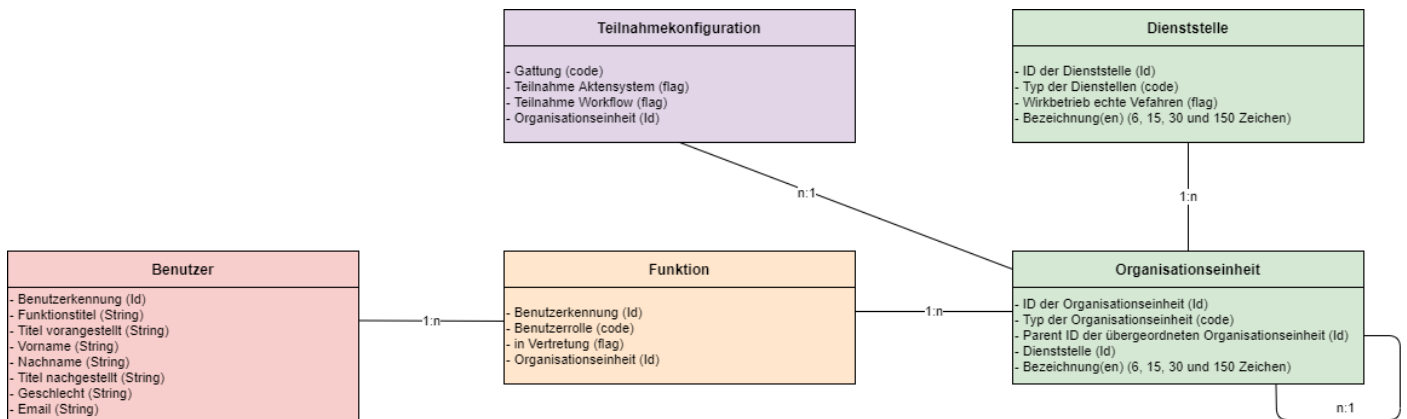 Teilnahmekonfiguration
- Gattung (code)
- Teilnahme Aktensystem (flag)
- Teilnahme Workflow (flag)
- Organisationseinheit (Id)
Dienststelle
- ID der Dienststelle (Id)
- Typ der Dienststellen (code)
- Wirkbetrieb echte Vefahren (flag)
- Bezeichnung(en) (6, 15, 30 und 150 Zeichen)
n:1
1:n
Benutzer
- Benutzerkennung (Id)
- Funktionstitel (String)
- Titel vorangestellt (String)
- Vorname (String)
- Nachname (String)
- Titel nachgestellt (String)
- Geschlecht (String)
- Email (String)
1:n
Funktion
- Benutzerkennung (Id)
- Benutzerrolle (code)
- in Vertretung (flag)
- Organisationseinheit (Id)
1:n
Organisationseinheit
- ID der Organisationseinheit (Id)
- Typ der Organisationseinheit (code)
- Parent ID der übergeordneten Organisationseinheit (Id)
- Dienststelle (Id)
- Bezeichnung(en) (6, 15, 30 und 150 Zeichen)
n:1